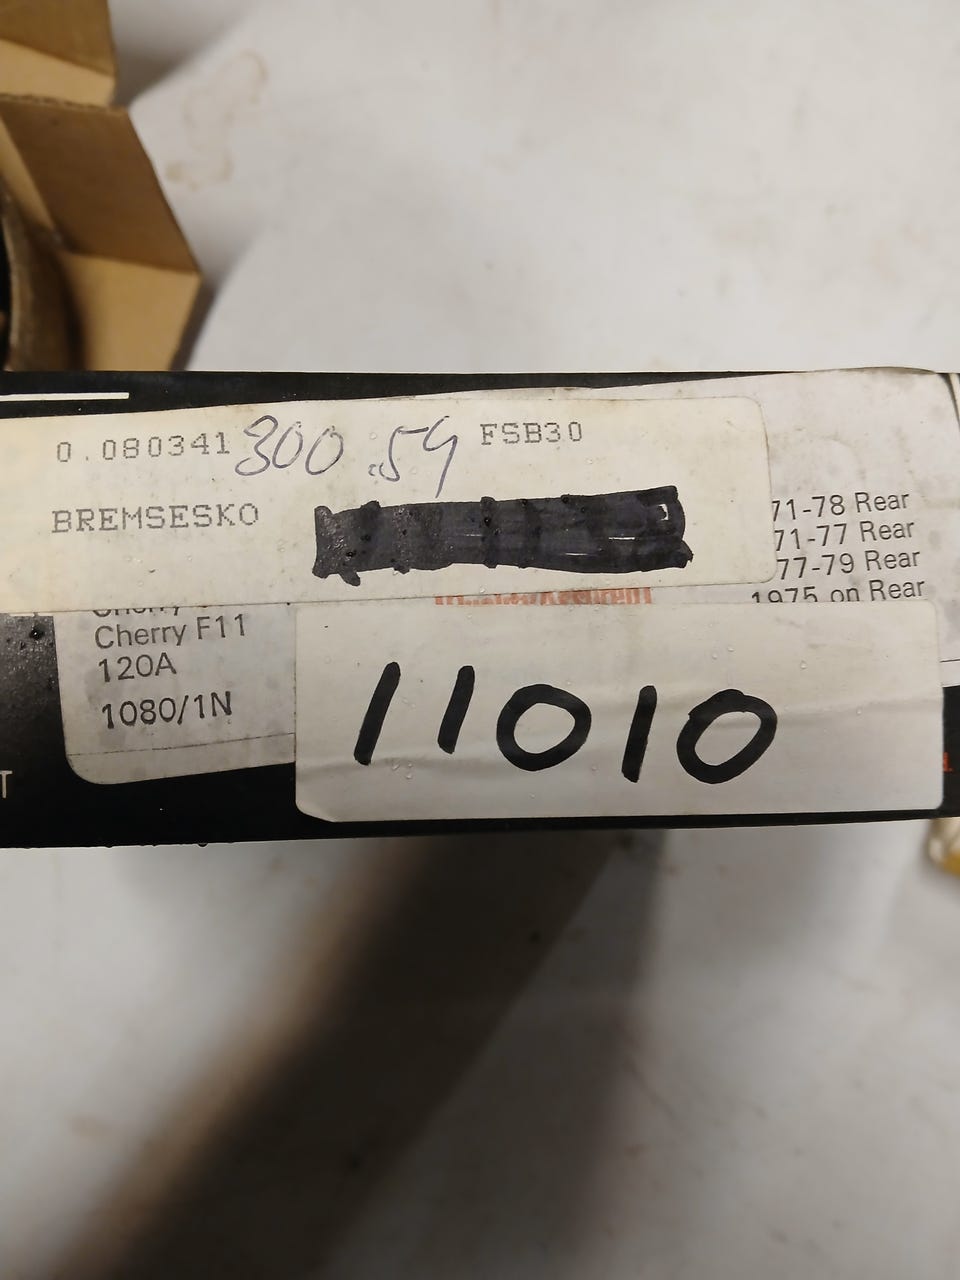 0.080341 300.54 FSB30
BREMSESKO
71-78 Rear
71-77 Rear
77-79 Rear
1975 on Rear
Cherry F11
120A
1080/1N
11010
T